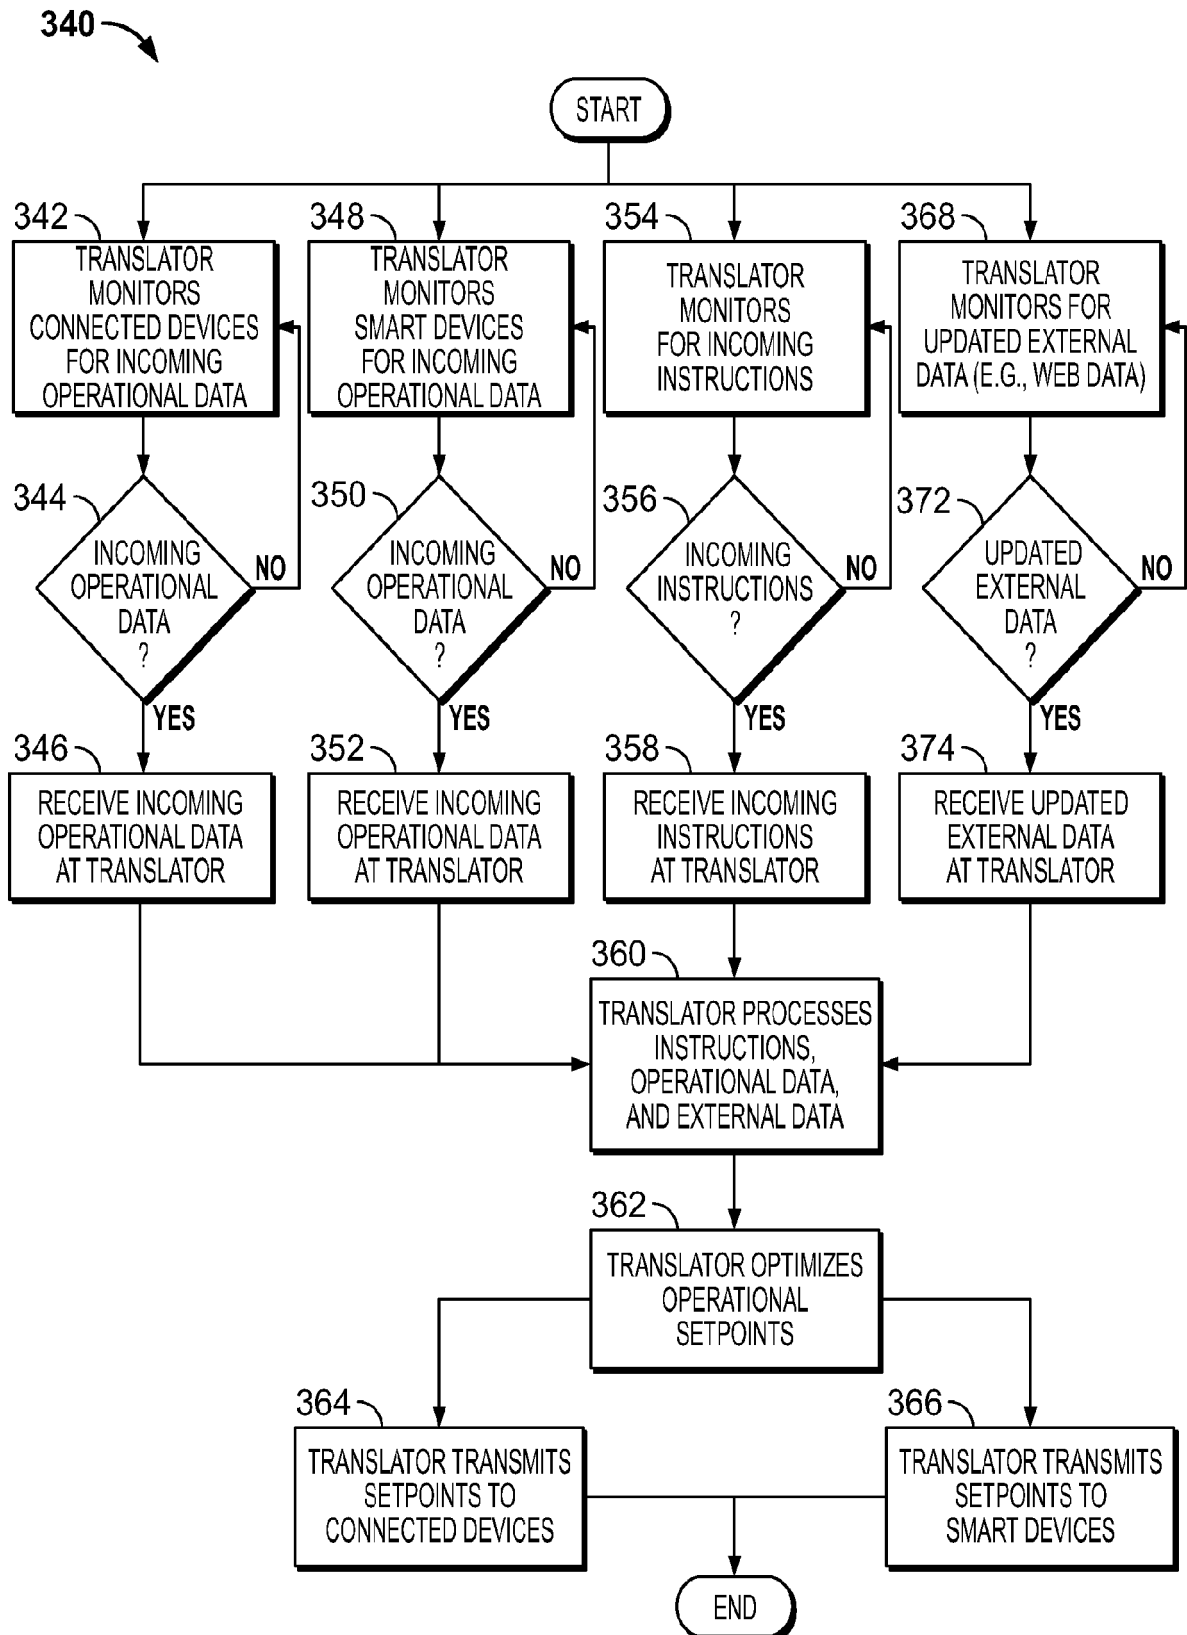 340
START
342
TRANSLATOR
MONITORS
CONNECTED DEVICES
FOR INCOMING
OPERATIONAL DATA
348
TRANSLATOR
MONITORS
SMART DEVICES
FOR INCOMING
OPERATIONAL DATA
354
TRANSLATOR
MONITORS
FOR INCOMING
INSTRUCTIONS
368
TRANSLATOR
MONITORS FOR
UPDATED EXTERNAL
DATA (E.G., WEB DATA)
344
INCOMING
OPERATIONAL
DATA
?
NO
YES
350
INCOMING
OPERATIONAL
DATA
?
NO
YES
356
INCOMING
INSTRUCTIONS
?
NO
YES
372
UPDATED
EXTERNAL
DATA
?
NO
YES
346
RECEIVE INCOMING
OPERATIONAL DATA
AT TRANSLATOR
352
RECEIVE INCOMING
OPERATIONAL DATA
AT TRANSLATOR
358
RECEIVE INCOMING
INSTRUCTIONS
AT TRANSLATOR
374
RECEIVE UPDATED
EXTERNAL DATA
AT TRANSLATOR
360
TRANSLATOR PROCESSES
INSTRUCTIONS,
OPERATIONAL DATA,
AND EXTERNAL DATA
362
TRANSLATOR OPTIMIZES
OPERATIONAL
SETPOINTS
364
TRANSLATOR TRANSMITS
SETPOINTS TO
CONNECTED DEVICES
366
TRANSLATOR TRANSMITS
SETPOINTS TO
SMART DEVICES
END